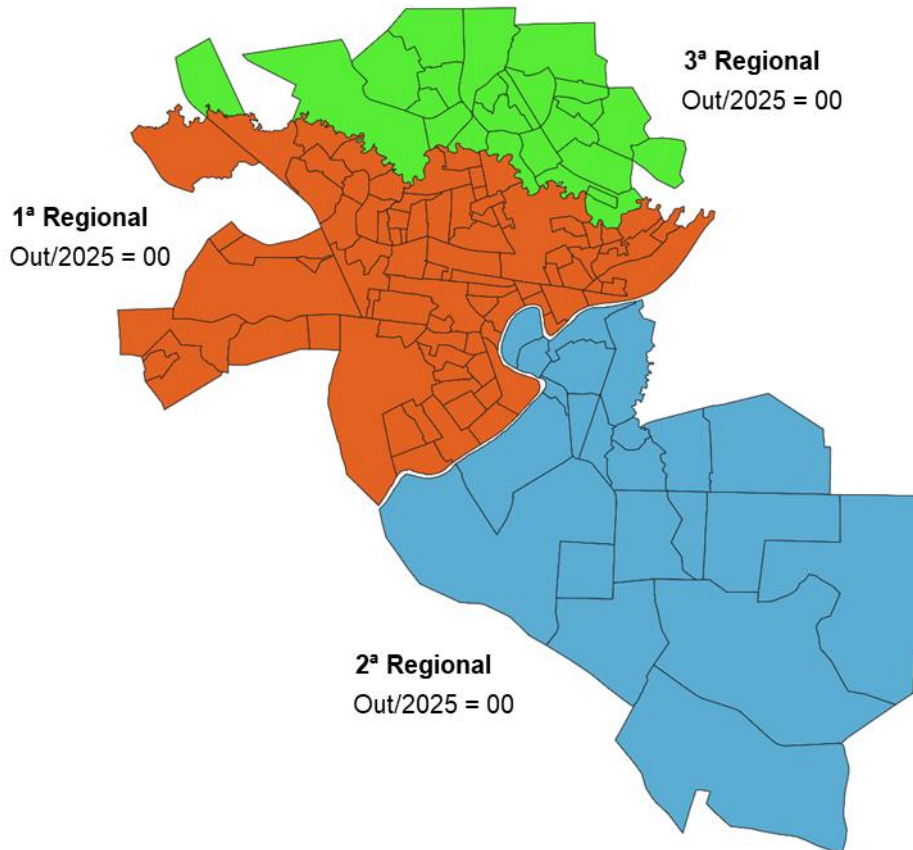 3ª Regional
Out/2025 = 00
1ª Regional
Out/2025 = 00
2ª Regional
Out/2025 = 00